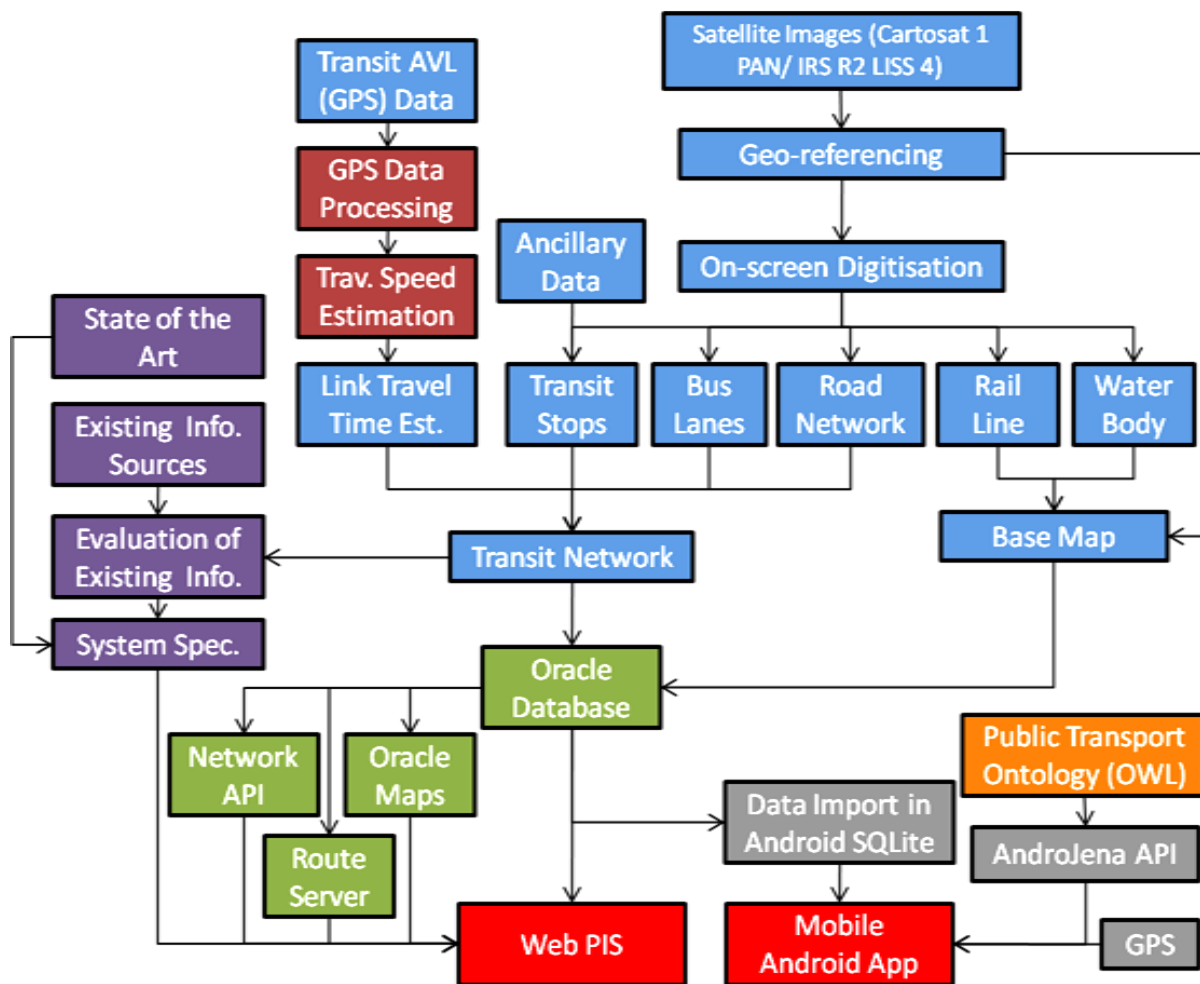 Satellite Images (Cartosat 1
PAN/ IRS R2 LISS 4)
Transit AVL
(GPS) Data
Geo-referencing
GPS Data
Processing
Ancillary
Data
On-screen Digitisation
Trav. Speed
Estimation
State of the
Art
Link Travel
Time Est.
Transit
Stops
Bus
Lanes
Road
Network
Rail
Line
Water
Body
Existing Info.
Sources
Evaluation of
Existing Info.
Transit Network
Base Map
System Spec.
Oracle
Database
Network
API
Oracle
Maps
Public Transport
Ontology (OWL)
Data Import in
Android SQLite
AndroJena API
Route
Server
Web PIS
Mobile
Android App
GPS